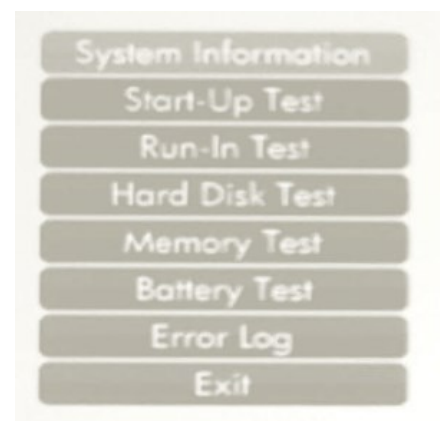 System Information
Start-Up Test
Run-In Test
Hard Disk Test
Memory Test
Battery Test
Error Log
Exit